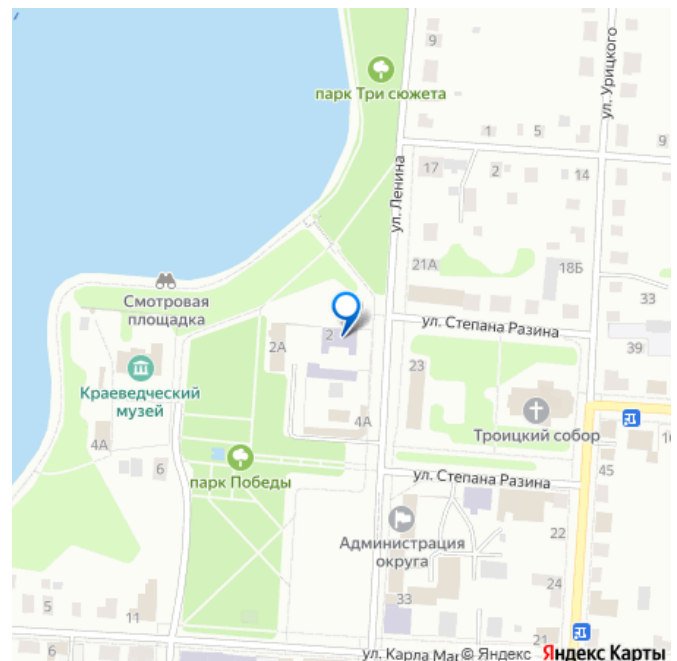 9
парк Три сюжета
ул. Урицкого
1
5
9
17
2
14
ул. Ленина
21А
18Б
Смотровая
площадка
33
ул. Степана Разина
2А
2
39
23
Краеведческий
музей
4А
Троицкий собор
4А
6
45
парк Победы
ул. Степана Разина
Администрация
округа
22
33
24
5
11
21
6
ул. Карла Мар
© Яндекс Яндекс Карты